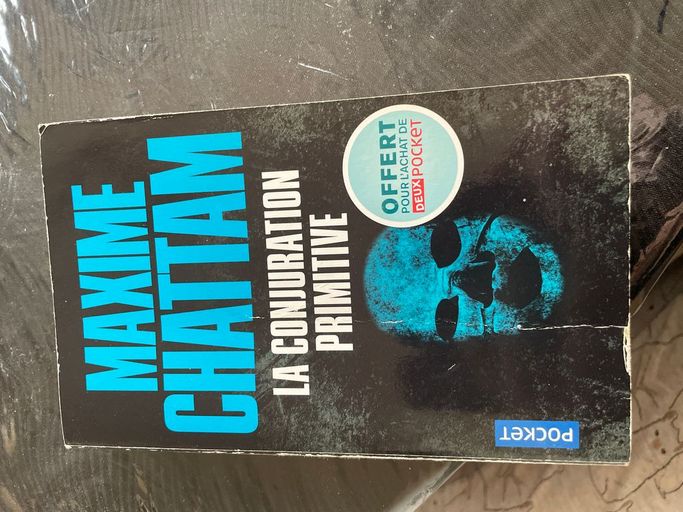 MAXIME
CHATTAM
LA CONJURATION
PRIMITIVE
OFFERT
POUR L'ACHAT DE
DEUX POCKET
POCKET